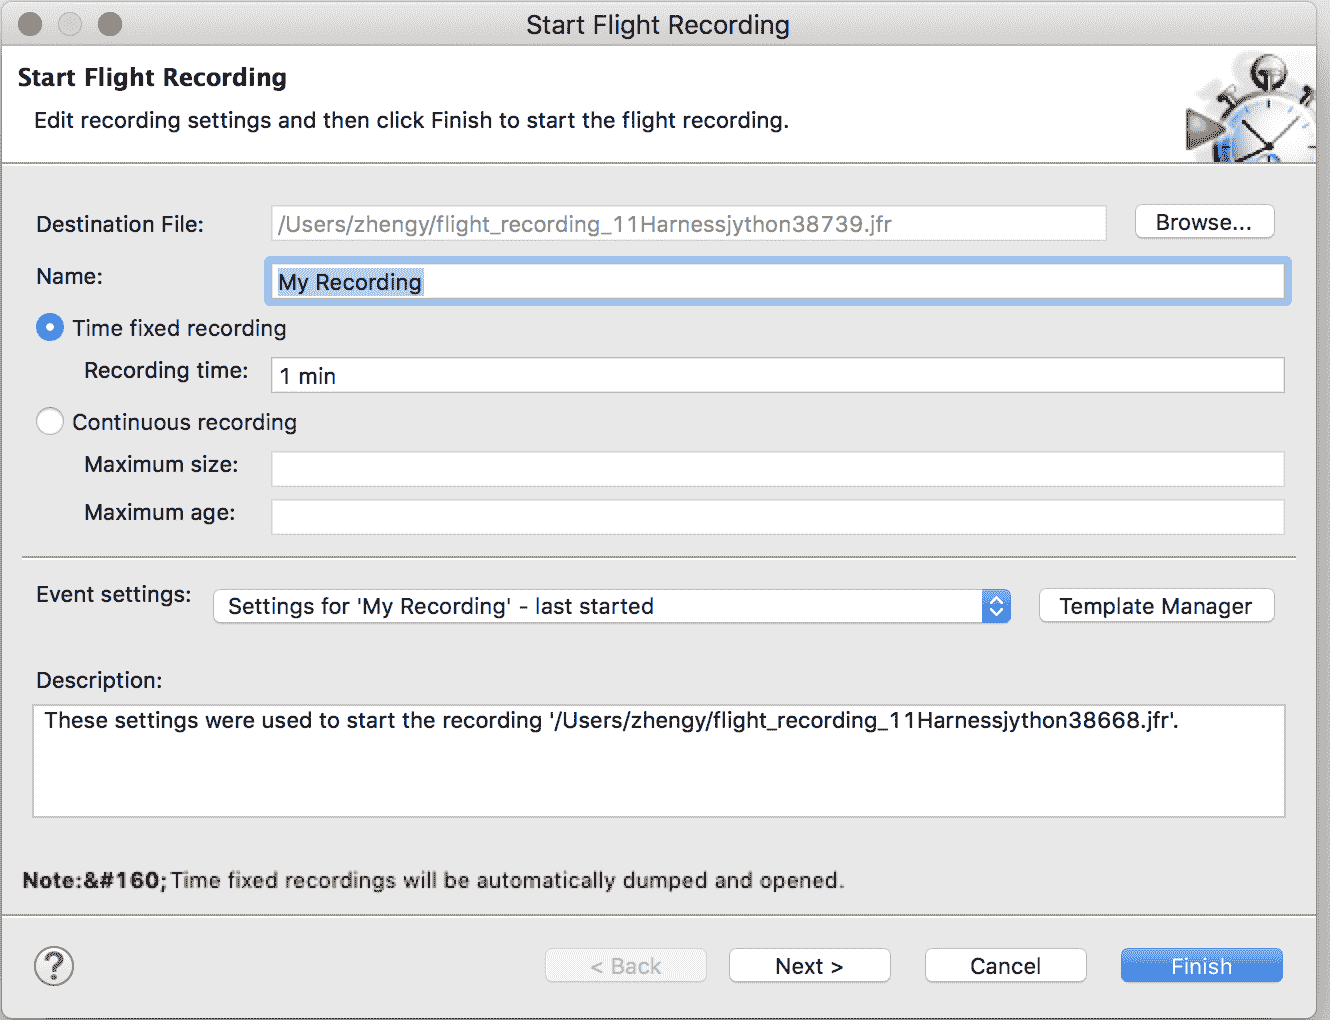 Start Flight Recording
Start Flight Recording
Edit recording settings and then click Finish to start the flight recording.
Destination File: /Users/zhengy/flight_recording_11Harnessjython38739.jfr Browse...
Name: My Recording
Time fixed recording
Recording time: 1 min
Continuous recording
Maximum size:
Maximum age:
Event settings: Settings for 'My Recording' - last started Template Manager
Description:
These settings were used to start the recording '/Users/zhengy/flight_recording_11Harnessjython38668.jfr'.
Note:&#160;Time fixed recordings will be automatically dumped and opened.
? < Back Next > Cancel Finish